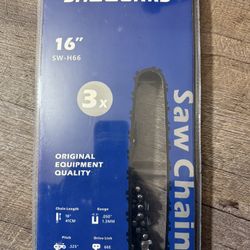 16"
SW-H66
3x
Saw Chain
ORIGINAL
EQUIPMENT
QUALITY
Chain Length
16"
41CM
Range
.050"
1.3MM
Pitch
.325"
Drive Link
66E